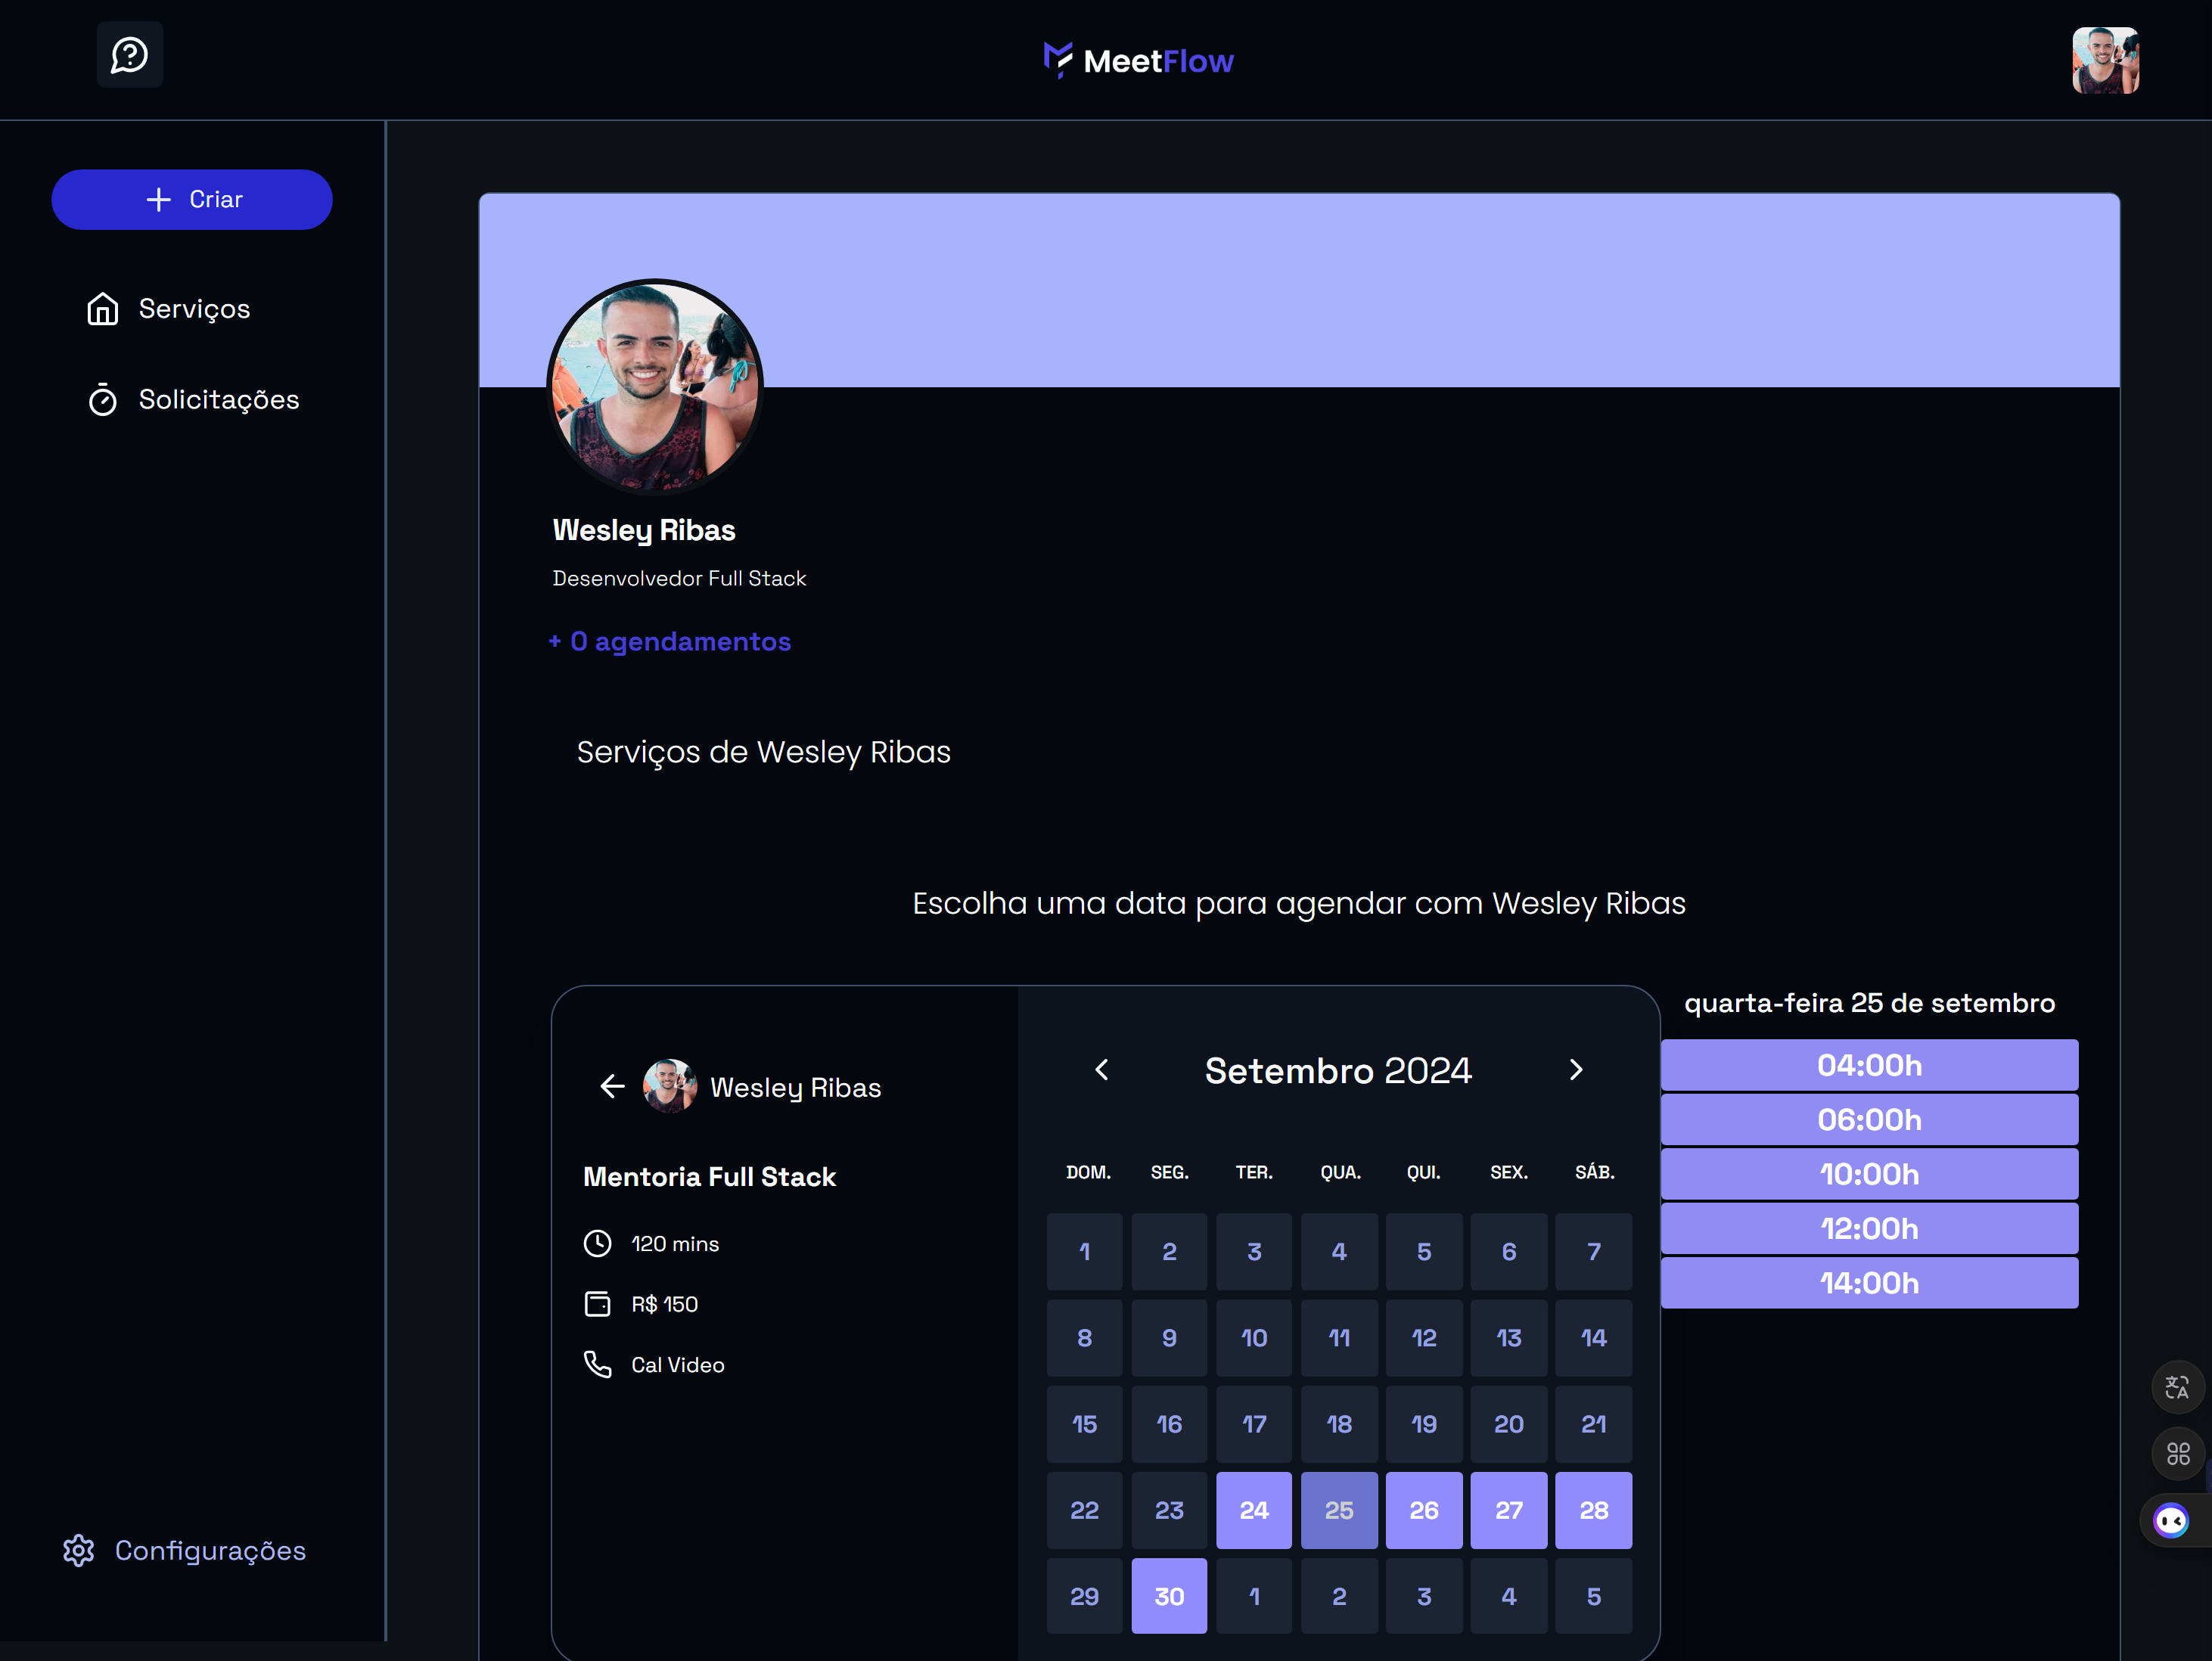 MeetFlow
Criar
Serviços
Solicitações
Configurações
Wesley Ribas
Desenvolvedor Full Stack
+ 0 agendamentos
Serviços de Wesley Ribas
Escolha uma data para agendar com Wesley Ribas
Wesley Ribas
Mentoria Full Stack
120 mins
R$ 150
Cal Video
Setembro 2024
DOM. SEG. TER. QUA. QUI. SEX. SÁB.
1 2 3 4 5 6 7
8 9 10 11 12 13 14
15 16 17 18 19 20 21
22 23 24 25 26 27 28
29 30 1 2 3 4 5
quarta-feira 25 de setembro
04:00h
06:00h
10:00h
12:00h
14:00h